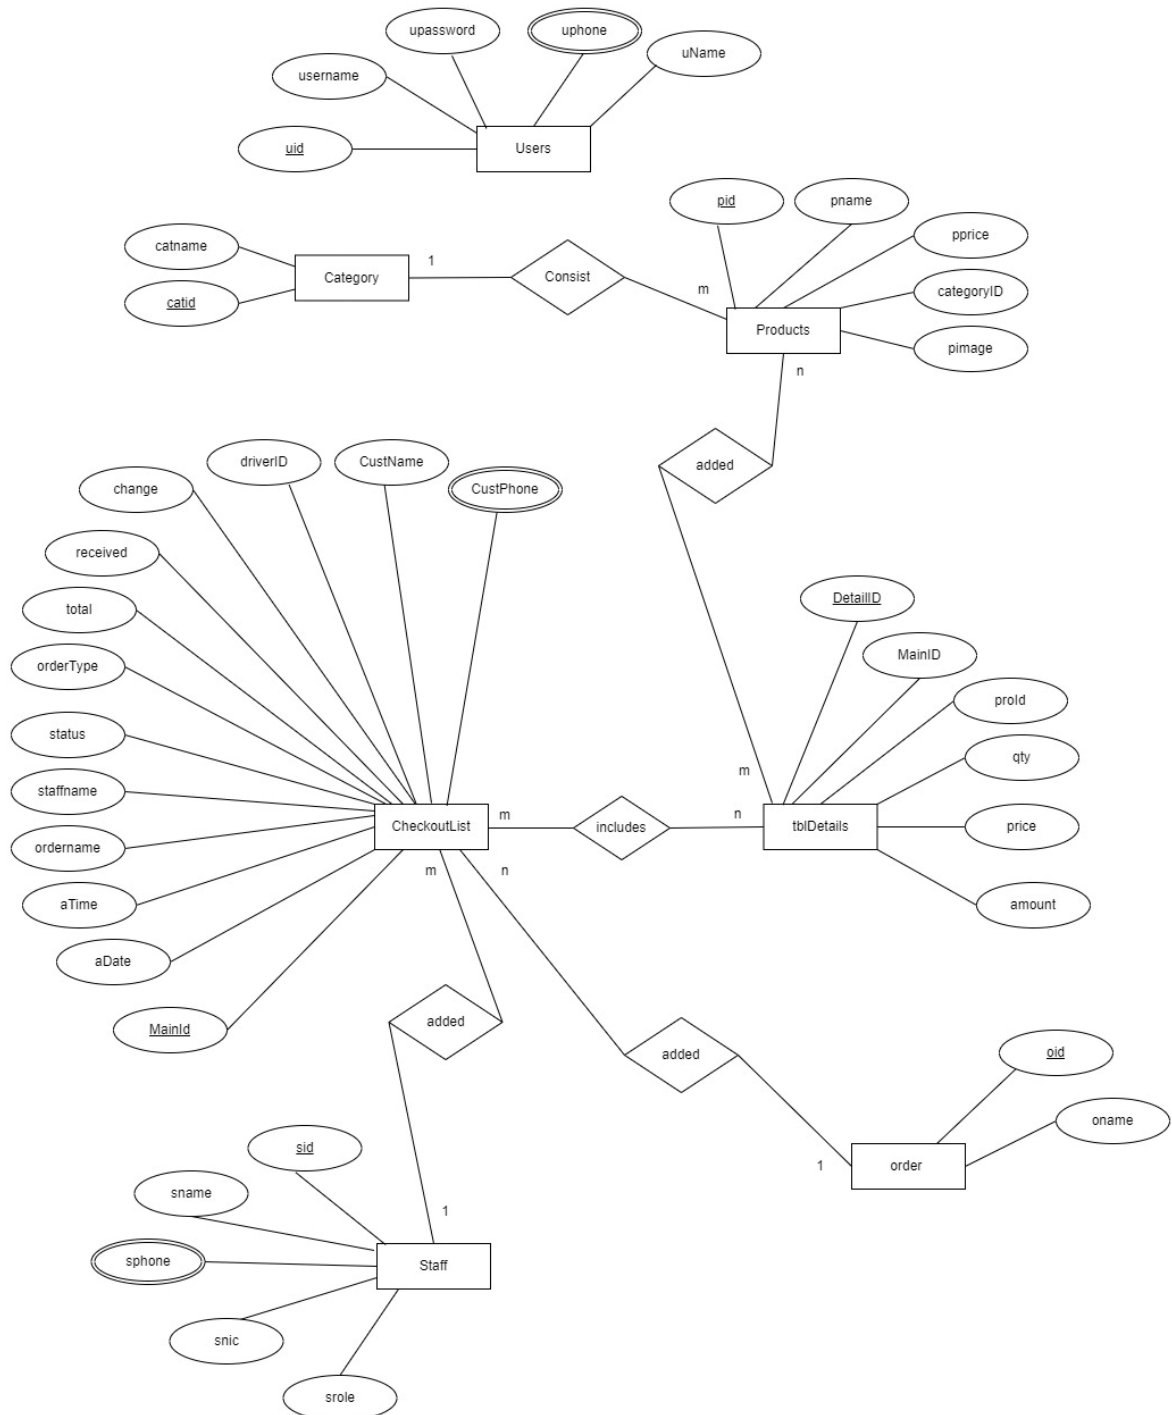 upassword
uphone
uName
username
uid
Users
pid
pname
pprice
catname
Category
1
Consist
m
categoryID
catid
Products
pimage
n
driverID
CustName
CustPhone
added
change
received
total
DetailID
MainID
orderType
proId
status
qty
m
staffname
CheckoutList
m
includes
n
tblDetails
price
ordername
m
n
aTime
amount
aDate
MainId
added
added
oid
oname
order
1
sid
sname
1
sphone
Staff
snic
srole